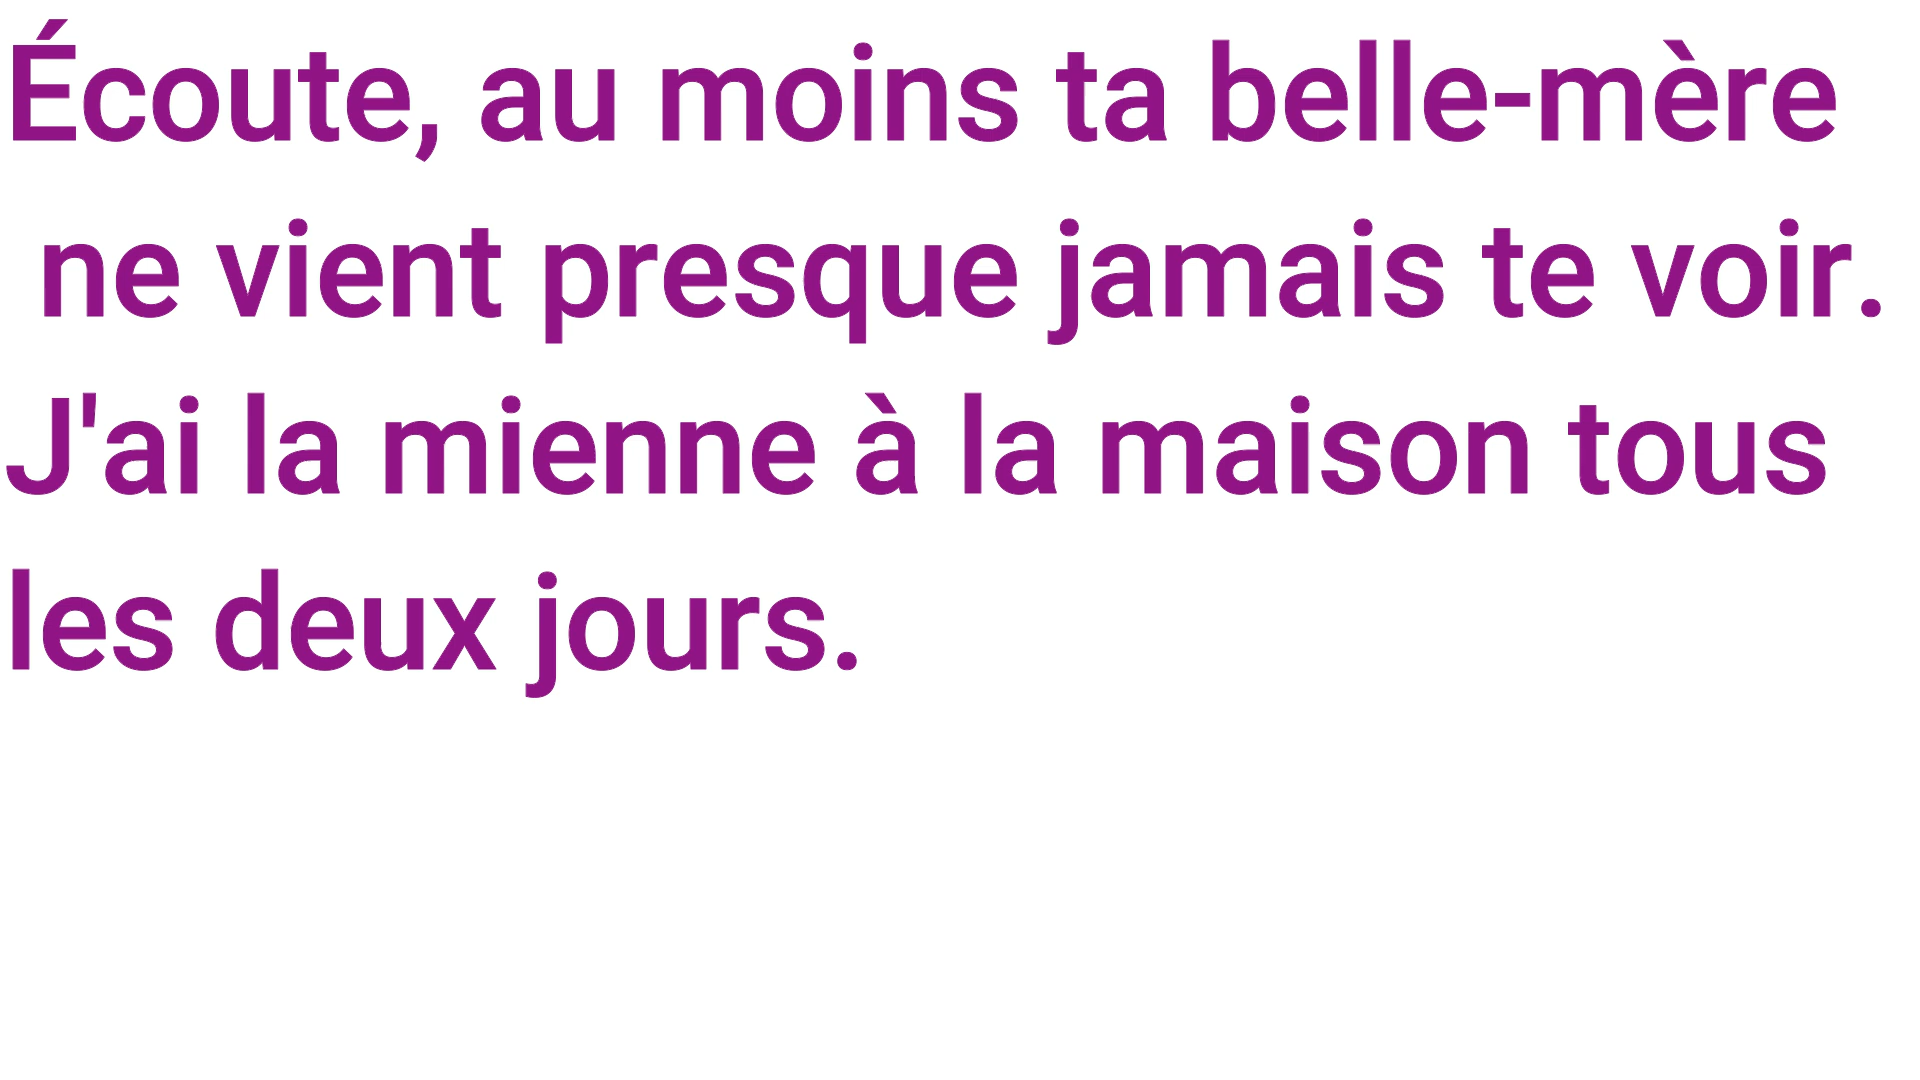 Écoute, au moins ta belle-mère
ne vient presque jamais te voir.
J'ai la mienne à la maison tous
les deux jours.